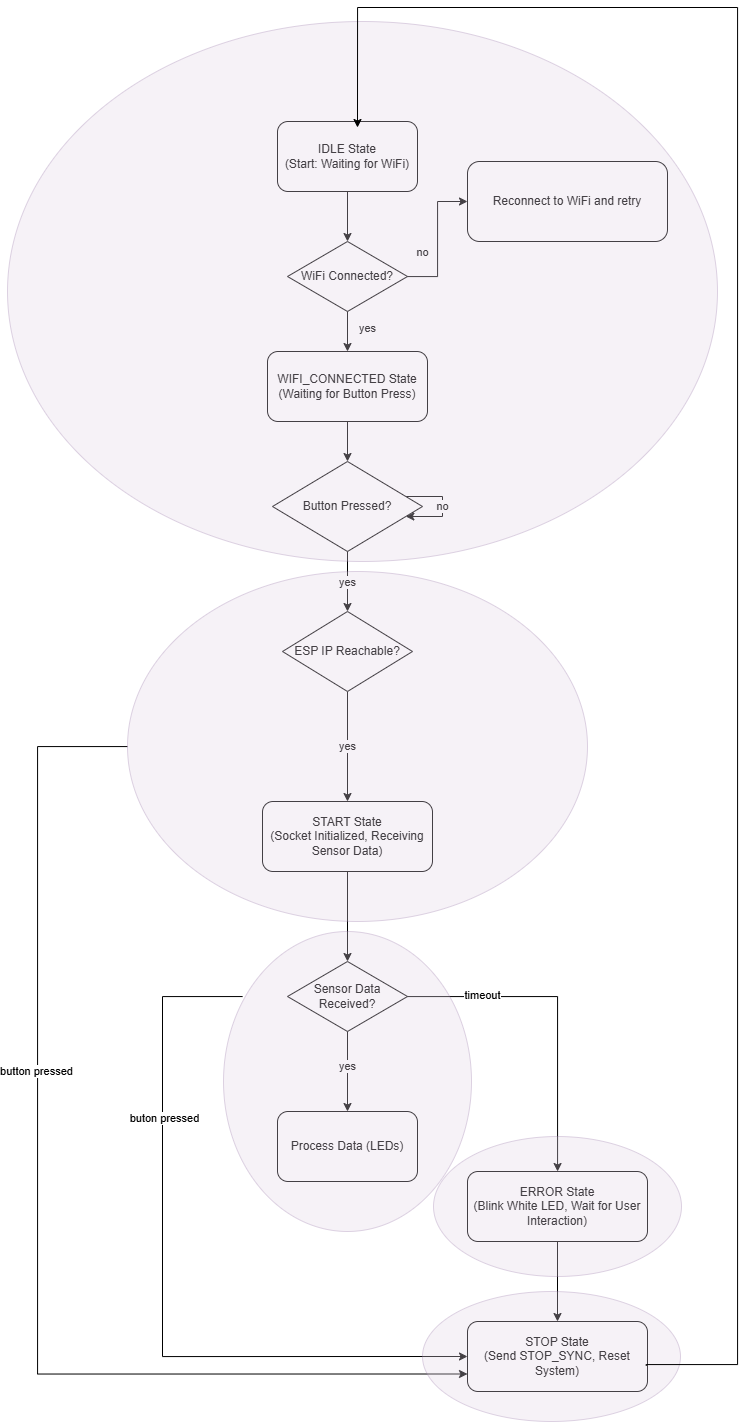 IDLE State
(Start: Waiting for WiFi)
Reconnect to WiFi and retry
no
WiFi Connected?
yes
WIFI_CONNECTED State
(Waiting for Button Press)
Button Pressed?
no
yes
ESP IP Reachable?
yes
START State
(Socket Initialized, Receiving
Sensor Data)
Sensor Data
Received?
timeout
yes
button pressed
buton pressed
Process Data (LEDs)
ERROR State
(Blink White LED, Wait for User
Interaction)
STOP State
(Send STOP_SYNC, Reset
System)